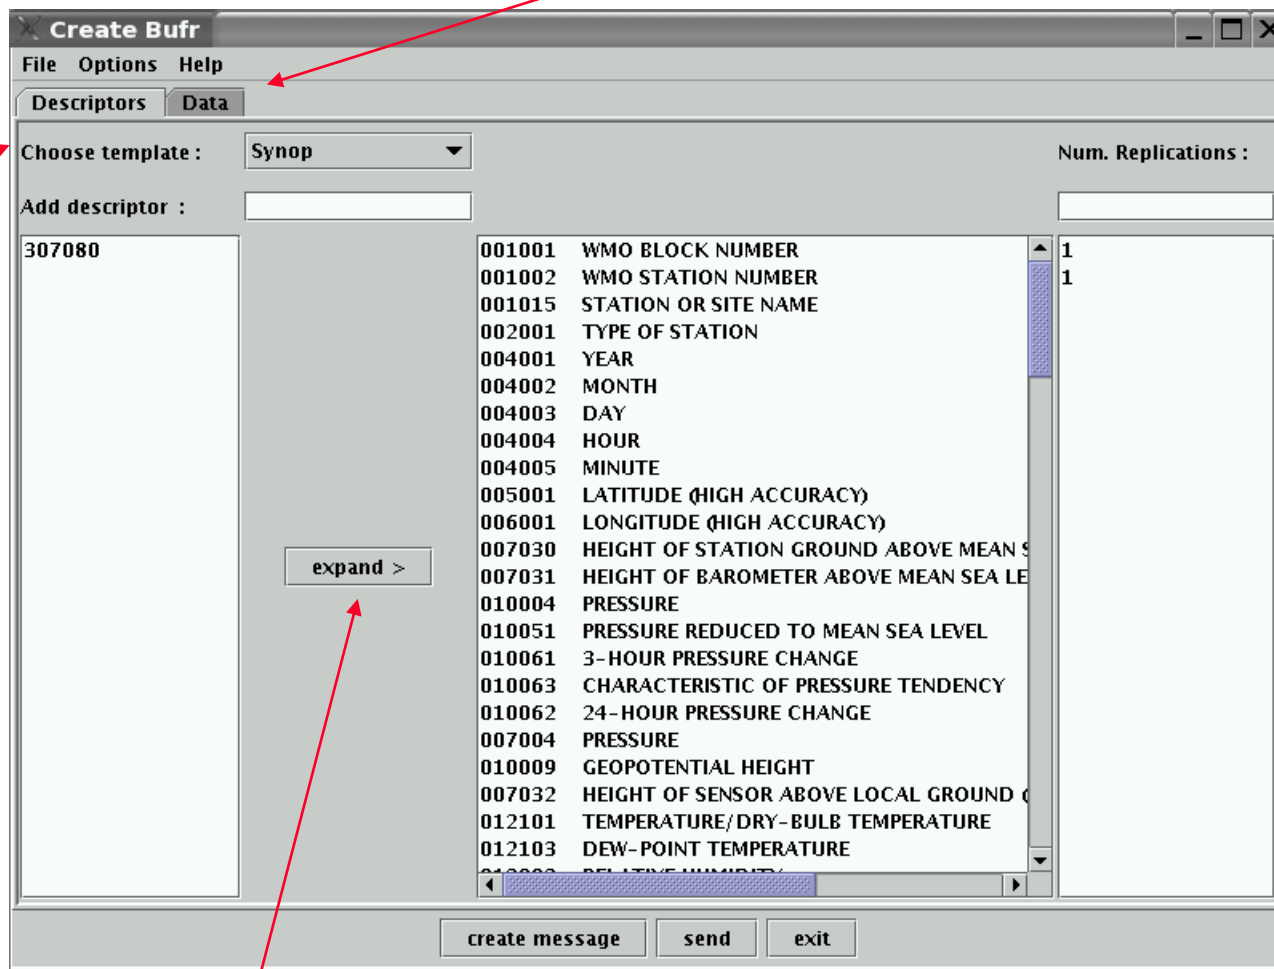 Create Bufr
File Options Help
Descriptors Data
Choose template : Synop Num. Replications :
Add descriptor :
307080
expand >
001001 WMO BLOCK NUMBER
001002 WMO STATION NUMBER
001015 STATION OR SITE NAME
002001 TYPE OF STATION
004001 YEAR
004002 MONTH
004003 DAY
004004 HOUR
004005 MINUTE
005001 LATITUDE (HIGH ACCURACY)
006001 LONGITUDE (HIGH ACCURACY)
007030 HEIGHT OF STATION GROUND ABOVE MEAN S
007031 HEIGHT OF BAROMETER ABOVE MEAN SEA LE
010004 PRESSURE
010051 PRESSURE REDUCED TO MEAN SEA LEVEL
010061 3-HOUR PRESSURE CHANGE
010063 CHARACTERISTIC OF PRESSURE TENDENCY
010062 24-HOUR PRESSURE CHANGE
007004 PRESSURE
010009 GEOPOTENTIAL HEIGHT
007032 HEIGHT OF SENSOR ABOVE LOCAL GROUND (
012101 TEMPERATURE/DRY-BULB TEMPERATURE
012103 DEW-POINT TEMPERATURE
RELATIVE HUMIDITY
1
1
create message send exit